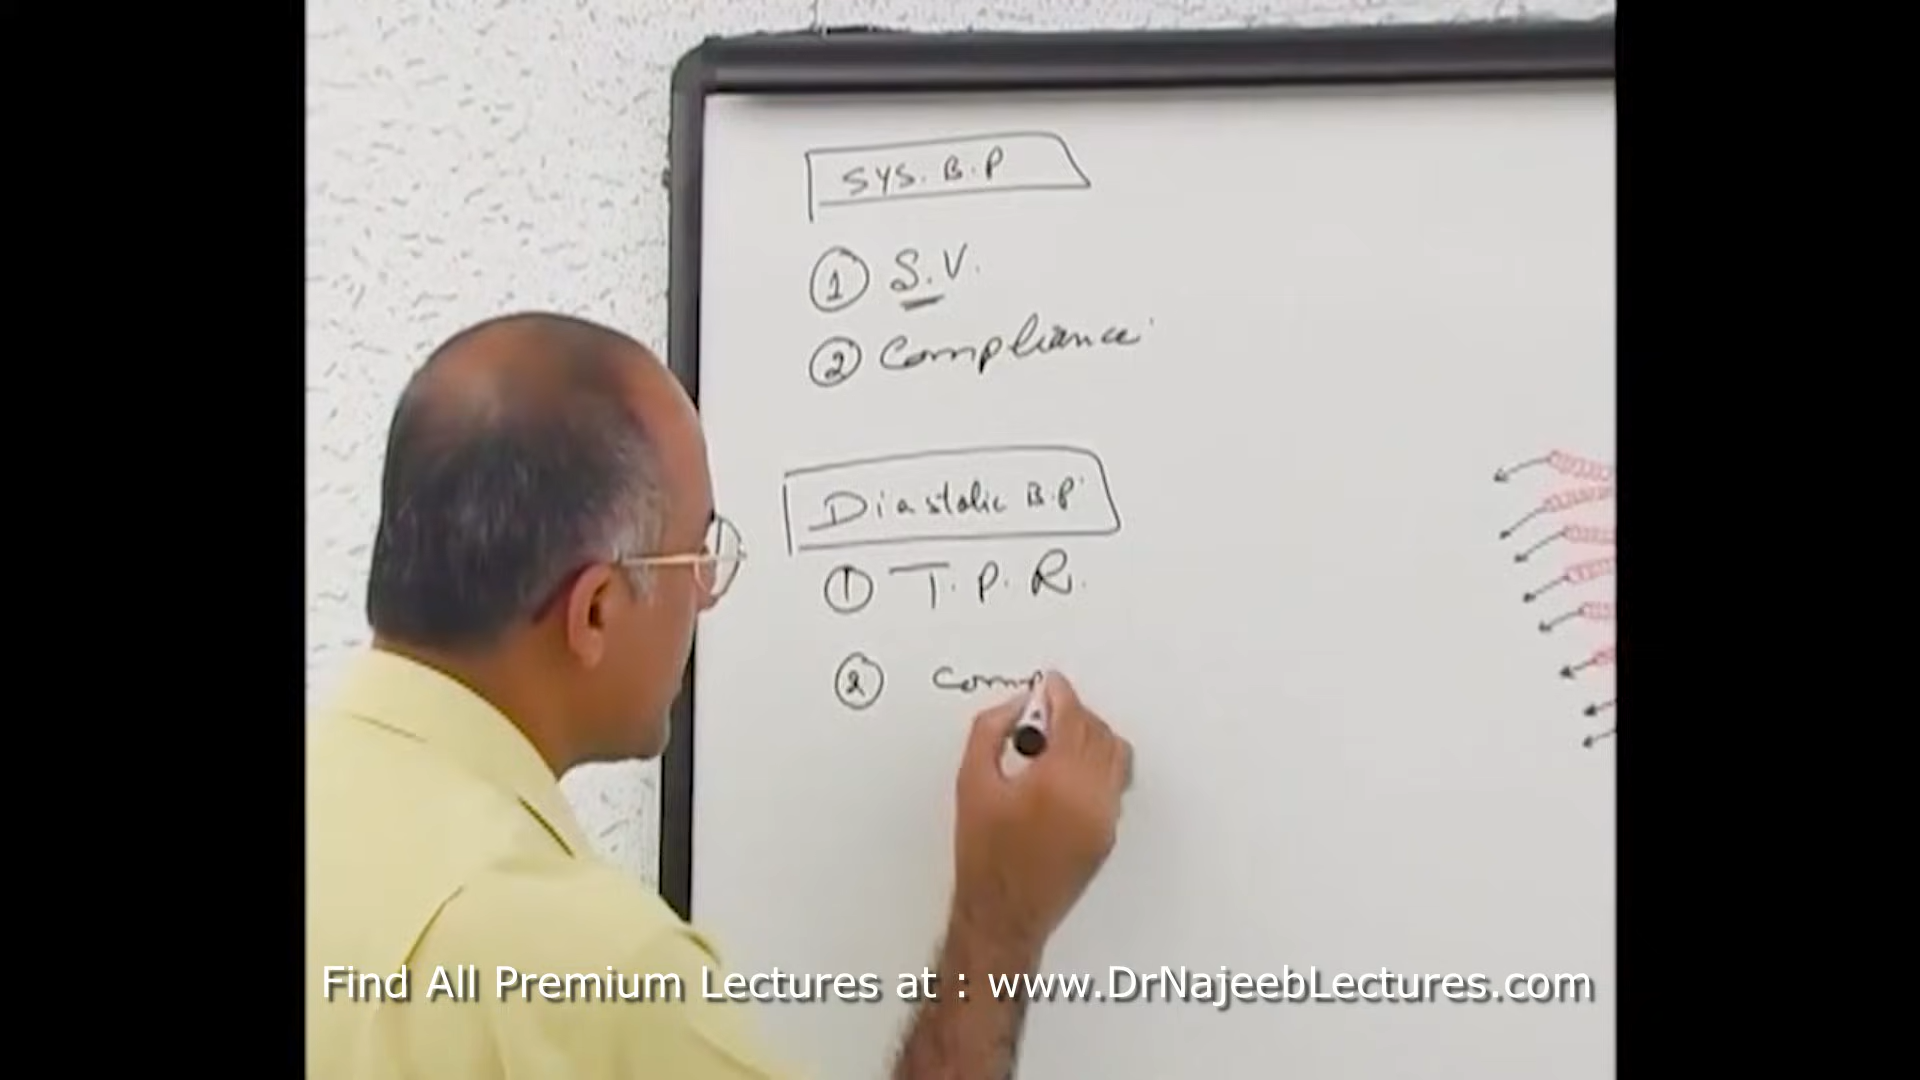 SYS. B.P
1 S.V.
2 Compliance
Diastolic B.P
1 T.P.R.
2 Comp
Find All Premium Lectures at : www.DrNajeebLectures.com